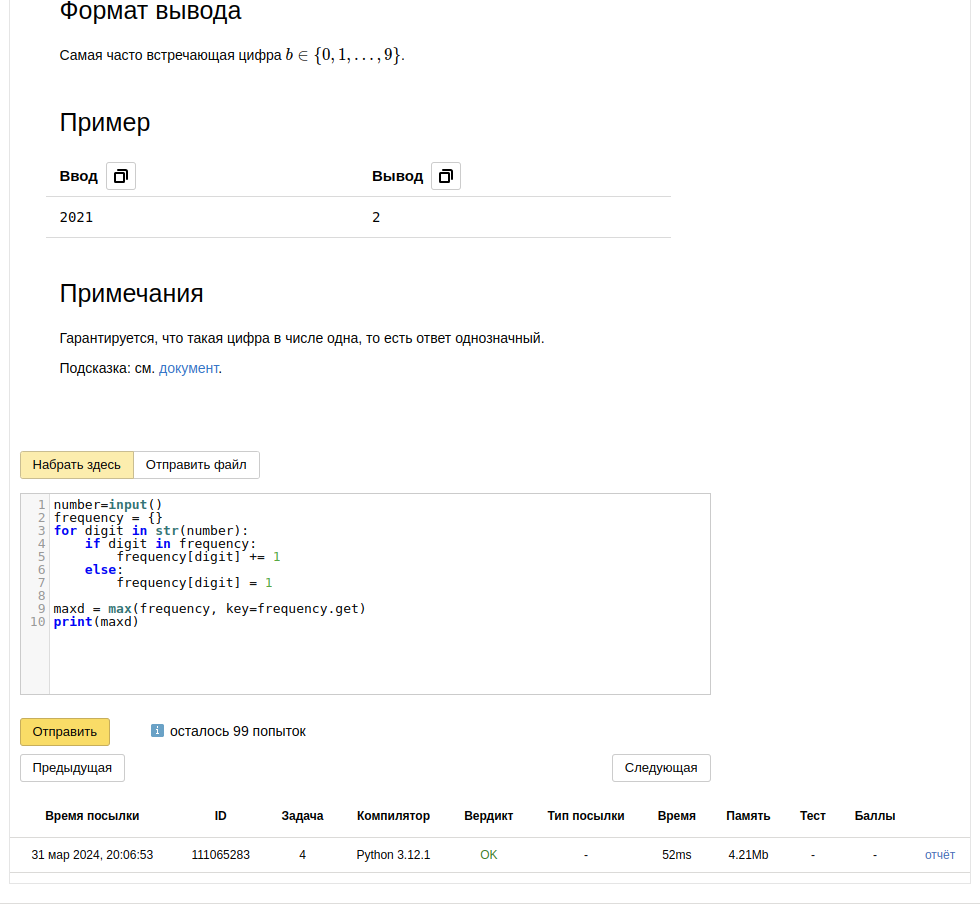 Формат вывода
Самая часто встречающая цифра b ∈ {0, 1, . . . , 9}.
Пример
Ввод Вывод
2021 2
Примечания
Гарантируется, что такая цифра в числе одна, то есть ответ однозначный.
Подсказка: см. документ.
Набрать здесь Отправить файл
1 number=input()
2 frequency = {}
3 for digit in str(number):
4     if digit in frequency:
5         frequency[digit] += 1
6     else:
7         frequency[digit] = 1
8
9 maxd = max(frequency, key=frequency.get)
10 print(maxd)
Отправить i осталось 99 попыток
Предыдущая Следующая
Время посылки ID Задача Компилятор Вердикт Тип посылки Время Память Тест Баллы
31 мар 2024, 20:06:53 111065283 4 Python 3.12.1 OK - 52ms 4.21Mb - - отчёт